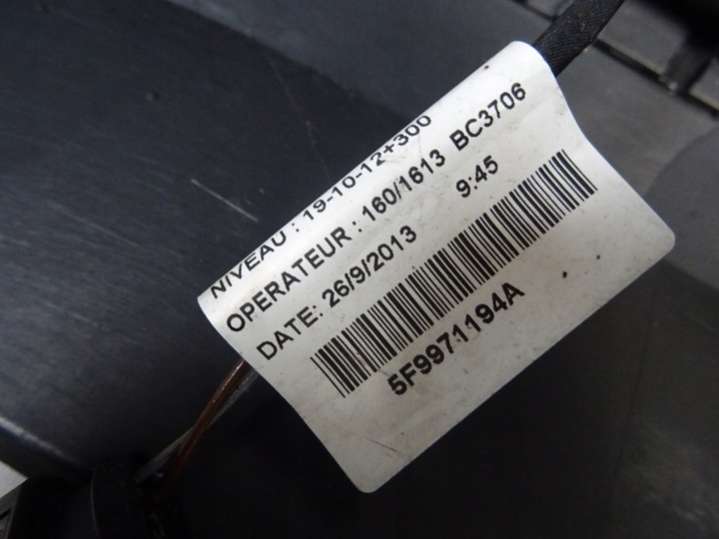 NIVEAU : 19-10-12+300
OPERATEUR : 160/1613 BC3706
DATE: 26/9/2013 9:45
5F9971194A